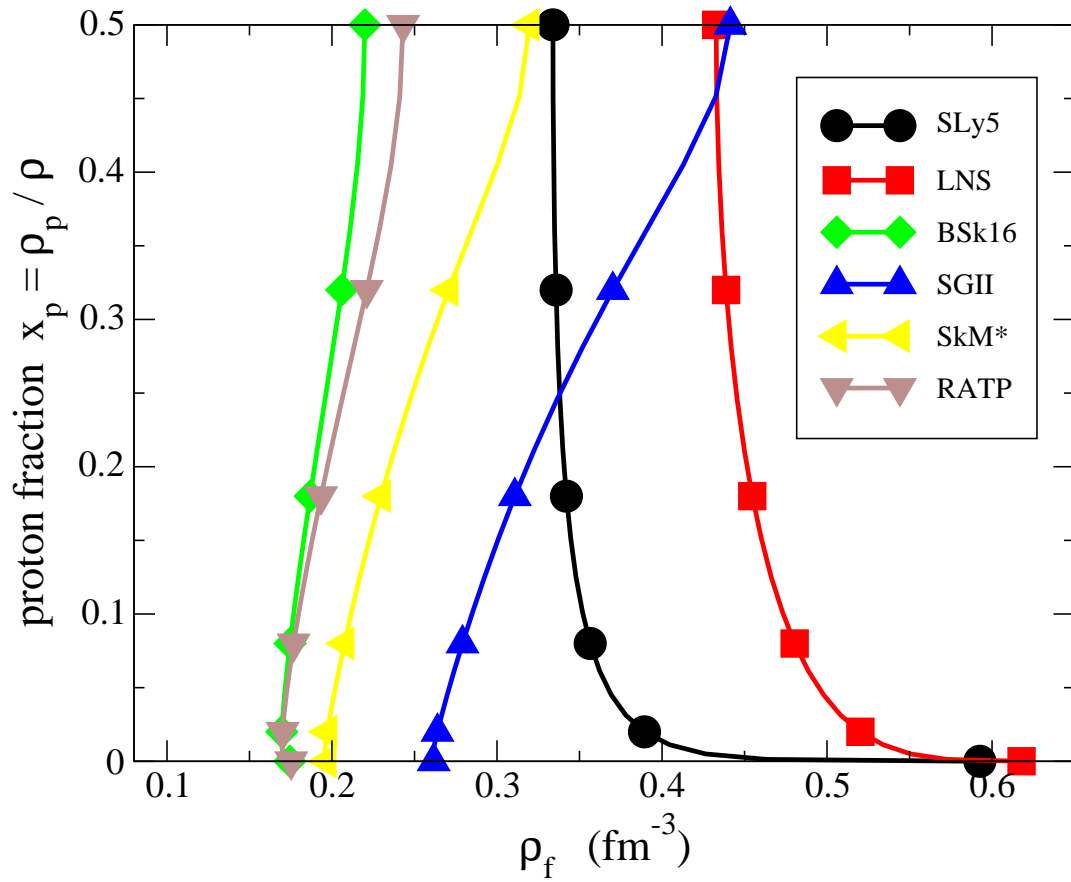 0.5
0.4
0.3
0.2
0.1
0
proton fraction x_p = ρ_p / ρ
SLy5
LNS
BSk16
SGII
SkM*
RATP
0.1 0.2 0.3 0.4 0.5 0.6
ρ_f (fm^-3)